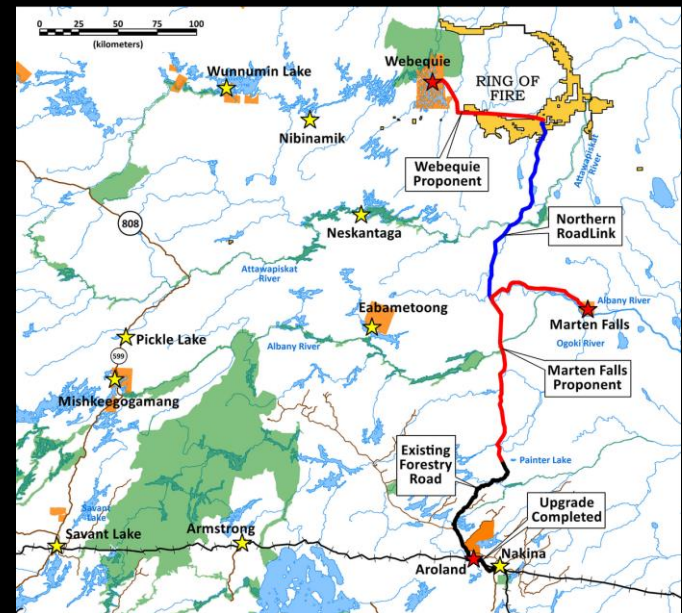 0 25 50 75 100
(kilometers)
Webequie
Wunnumin Lake
RING OF
FIRE
Nibinamik
Webequie
Proponent
Attawapiskat
River
Neskantaga
808
Northern
RoadLink
Attawapiskat
River
Eabametoong
Albany River
Marten Falls
Pickle Lake
Albany River
Ogoki River
599
Marten Falls
Proponent
Mishkeegogamang
Existing
Forestry
Road
Painter Lake
Upgrade
Completed
Savant
Lake
Savant Lake
Armstrong
Nakina
Aroland